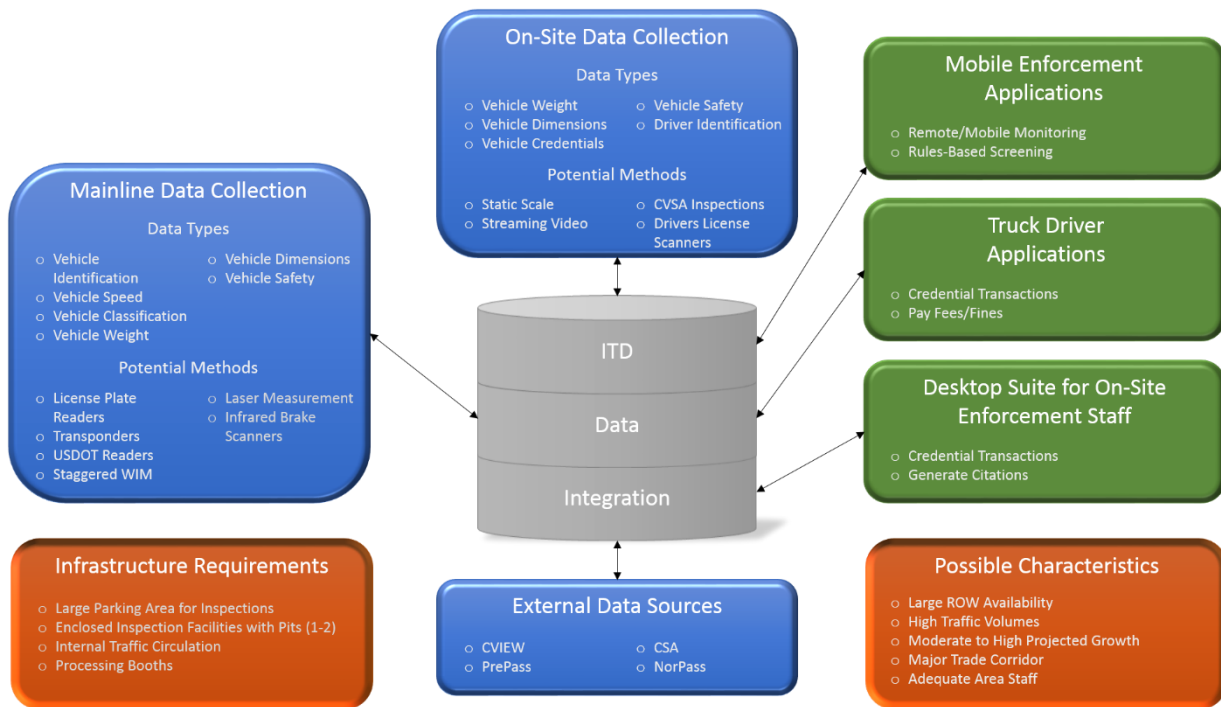 On-Site Data Collection
Data Types
o Vehicle Weight
o Vehicle Dimensions
o Vehicle Credentials
o Vehicle Safety
o Driver Identification
Potential Methods
o Static Scale
o Streaming Video
o CVSA Inspections
o Drivers License
Scanners
Mobile Enforcement
Applications
o Remote/Mobile Monitoring
o Rules-Based Screening
Mainline Data Collection
Data Types
o Vehicle
Identification
o Vehicle Speed
o Vehicle Classification
o Vehicle Weight
o Vehicle Dimensions
o Vehicle Safety
Potential Methods
o License Plate
Readers
o Transponders
o USDOT Readers
o Staggered WIM
o Laser Measurement
o Infrared Brake
Scanners
Truck Driver
Applications
o Credential Transactions
o Pay Fees/Fines
ITD
Data
Integration
Desktop Suite for On-Site
Enforcement Staff
o Credential Transactions
o Generate Citations
Infrastructure Requirements
o Large Parking Area for Inspections
o Enclosed Inspection Facilities with Pits (1-2)
o Internal Traffic Circulation
o Processing Booths
External Data Sources
o CVIEW
o PrePass
o CSA
o NorPass
Possible Characteristics
o Large ROW Availability
o High Traffic Volumes
o Moderate to High Projected Growth
o Major Trade Corridor
o Adequate Area Staff